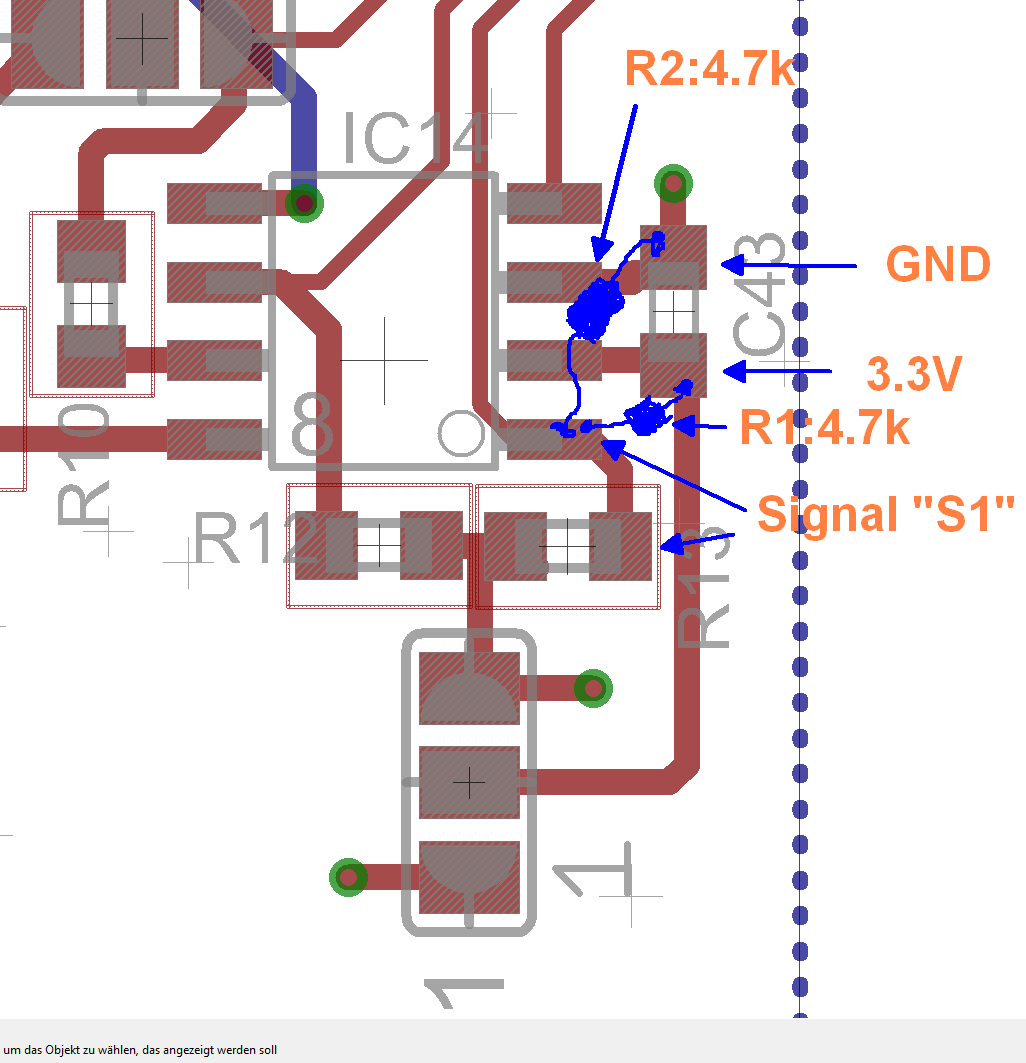 R2:4.7k
IC14
GND
C43
3.3V
8
R1:4.7k
R10
Signal "S1"
R12
R13
1
1
um das Objekt zu wählen, das angezeigt werden soll